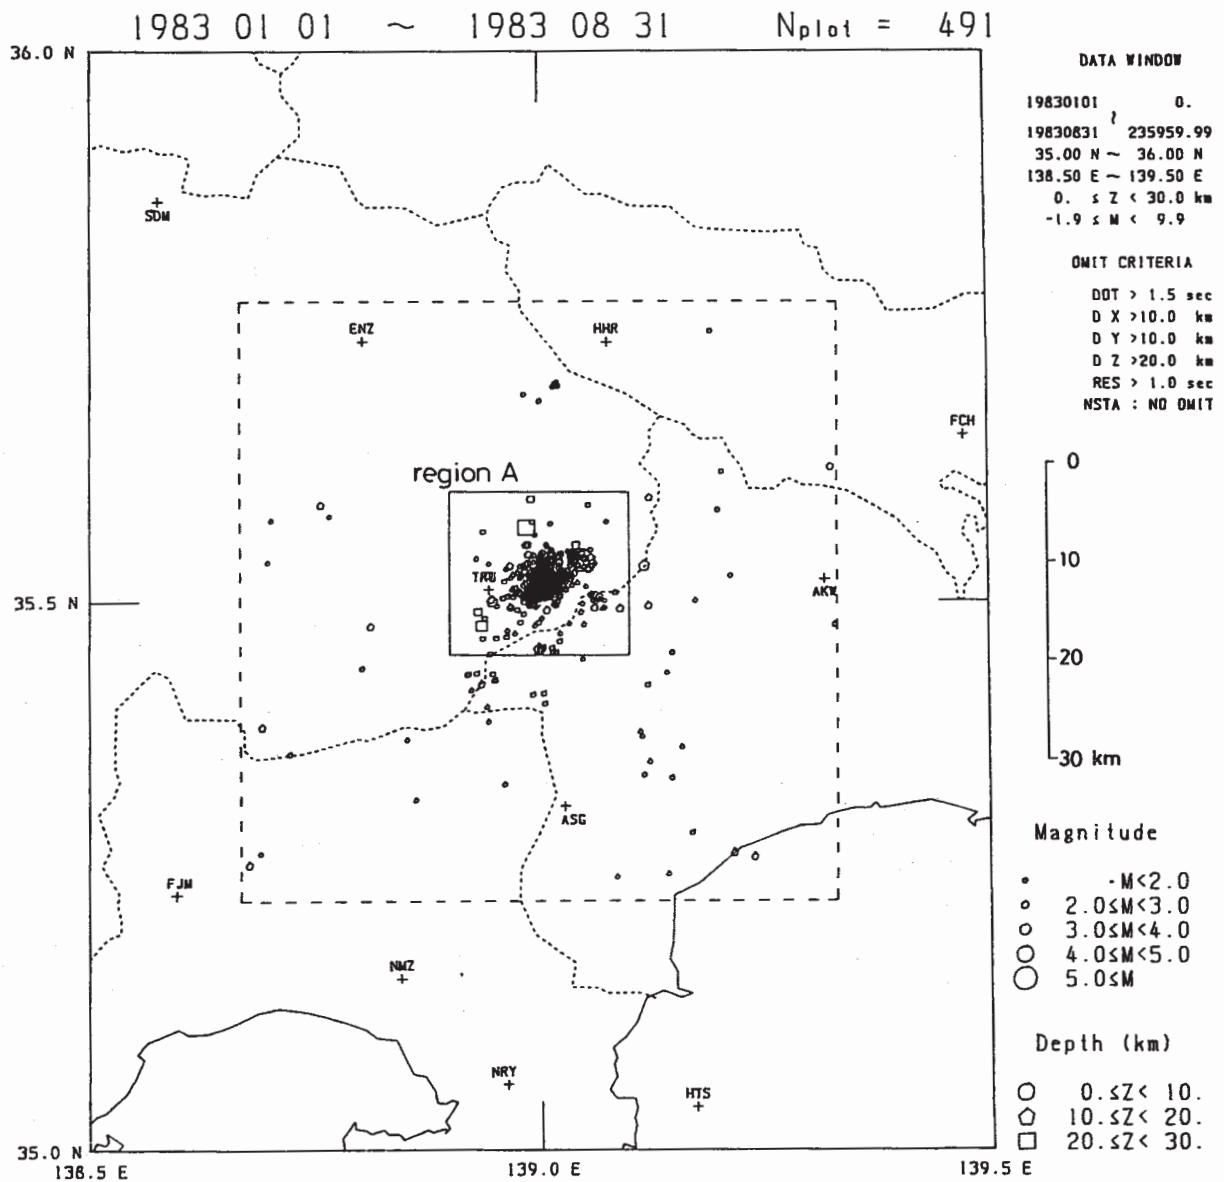 1983 01 01 ~ 1983 08 31 Nplot = 491
36.0 N
DATA WINDOW
19830101 0.
~
19830831 235959.99
35.00 N ~ 36.00 N
138.50 E ~ 139.50 E
0. ≤ Z < 30.0 km
-1.9 ≤ M < 9.9
OMIT CRITERIA
DOT > 1.5 sec
D X >10.0 km
D Y >10.0 km
D Z >20.0 km
RES > 1.0 sec
NSTA : NO OMIT
SDM
ENZ
HHR
FCH
region A
TRU
AKW
35.5 N
0
10
20
30 km
ASG
FJM
NMZ
NRY
HTS
Magnitude
-M<2.0
2.0≤M<3.0
3.0≤M<4.0
4.0≤M<5.0
5.0≤M
Depth (km)
0.≤Z< 10.
10.≤Z< 20.
20.≤Z< 30.
35.0 N
138.5 E
139.0 E
139.5 E